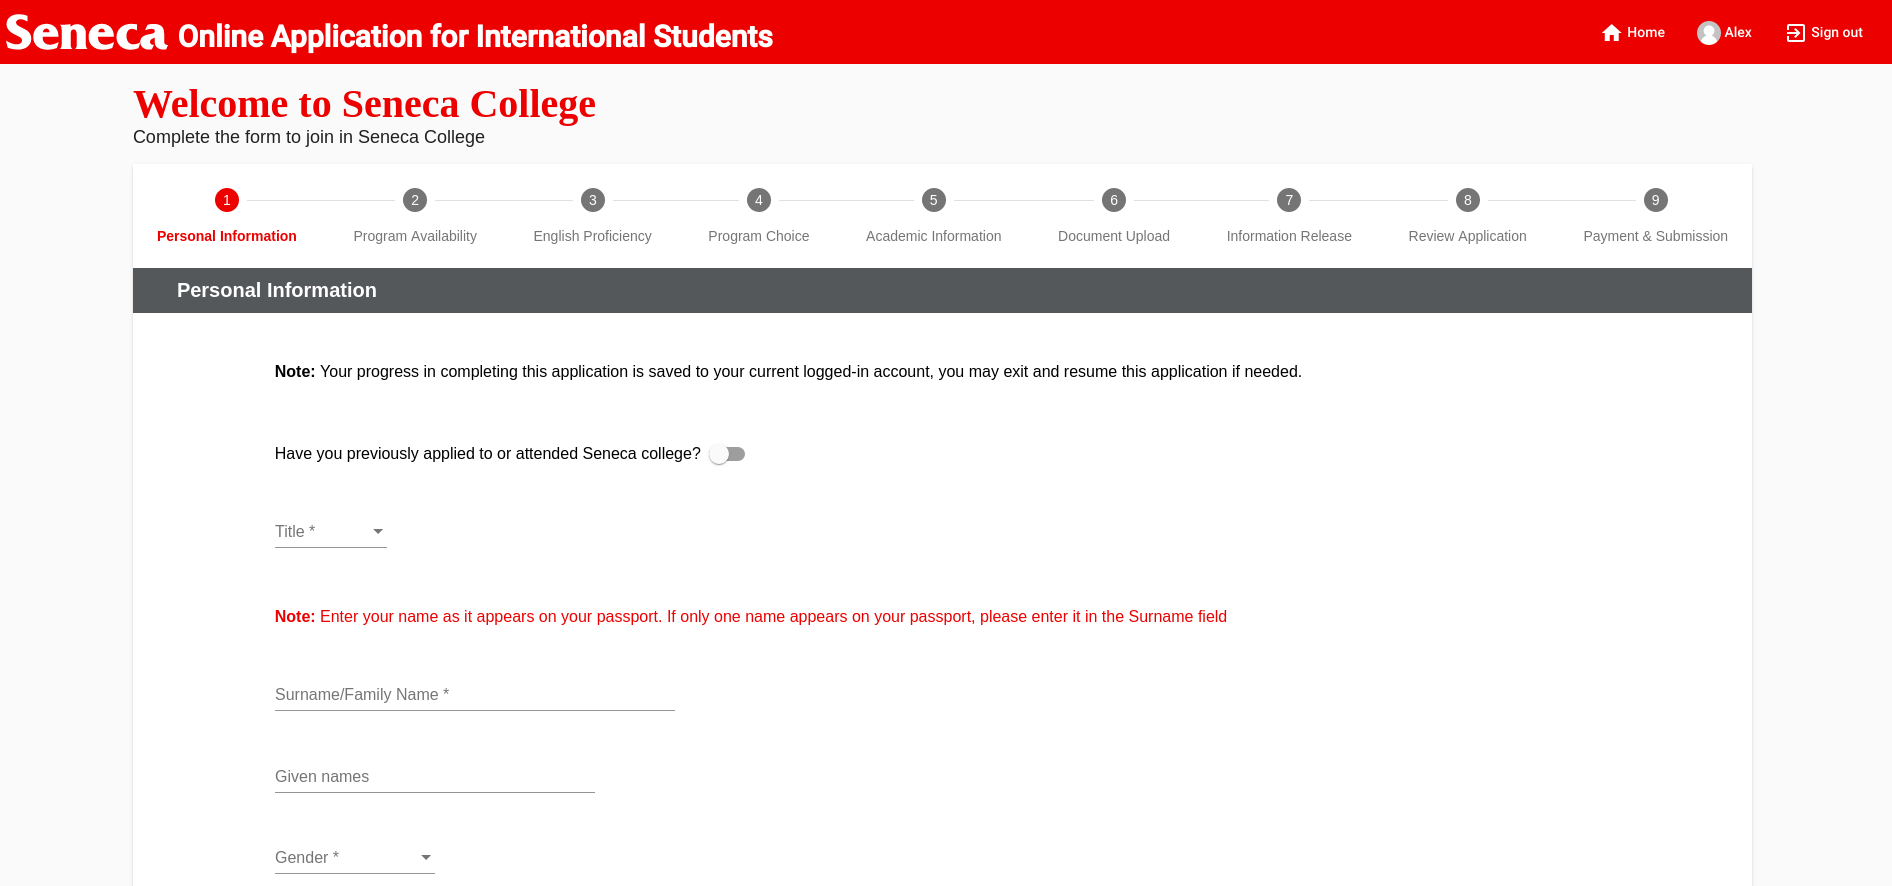 Seneca Online Application for International Students
Home Alex Sign out
Welcome to Seneca College
Complete the form to join in Seneca College
1 2 3 4 5 6 7 8 9
Personal Information Program Availability English Proficiency Program Choice Academic Information Document Upload Information Release Review Application Payment & Submission
Personal Information
Note: Your progress in completing this application is saved to your current logged-in account, you may exit and resume this application if needed.
Have you previously applied to or attended Seneca college?
Title *
Note: Enter your name as it appears on your passport. If only one name appears on your passport, please enter it in the Surname field
Surname/Family Name *
Given names
Gender *